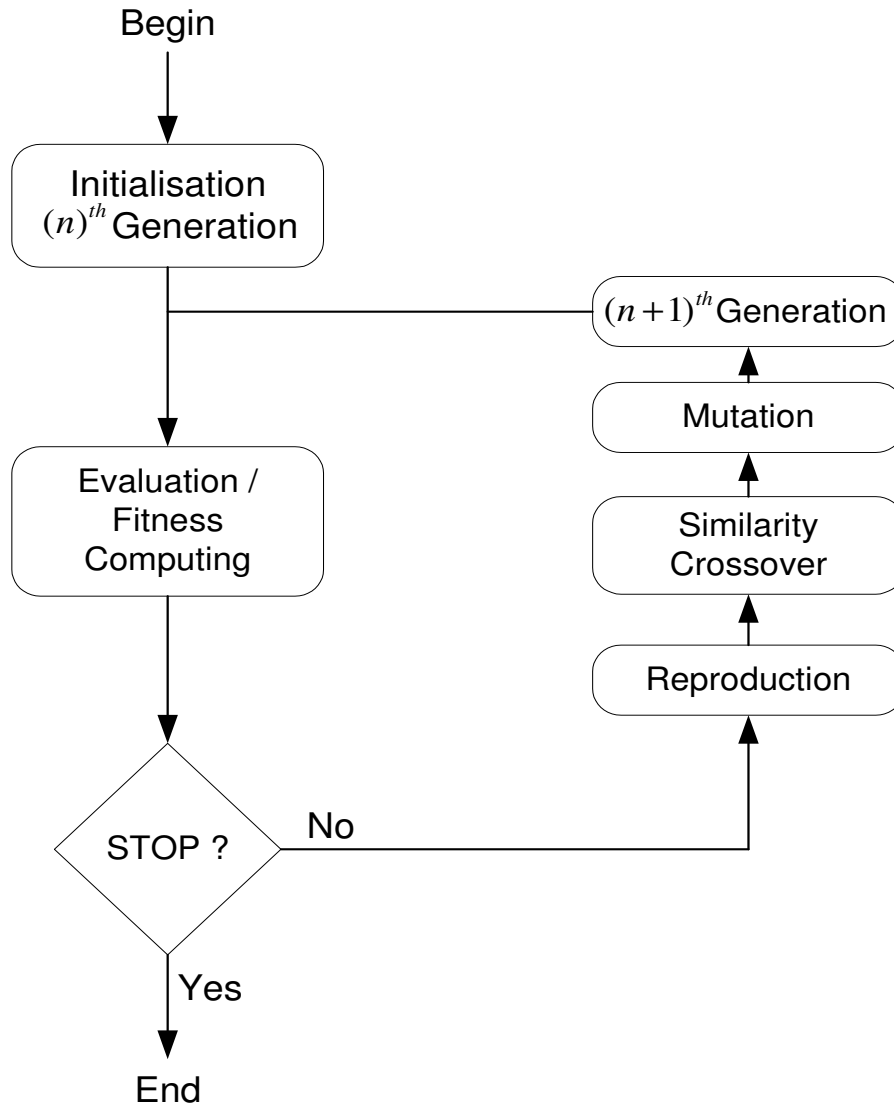 Begin
Initialisation
(n)^{th} Generation
(n+1)^{th} Generation
Mutation
Evaluation /
Fitness
Computing
Similarity
Crossover
Reproduction
STOP ?
No
Yes
End